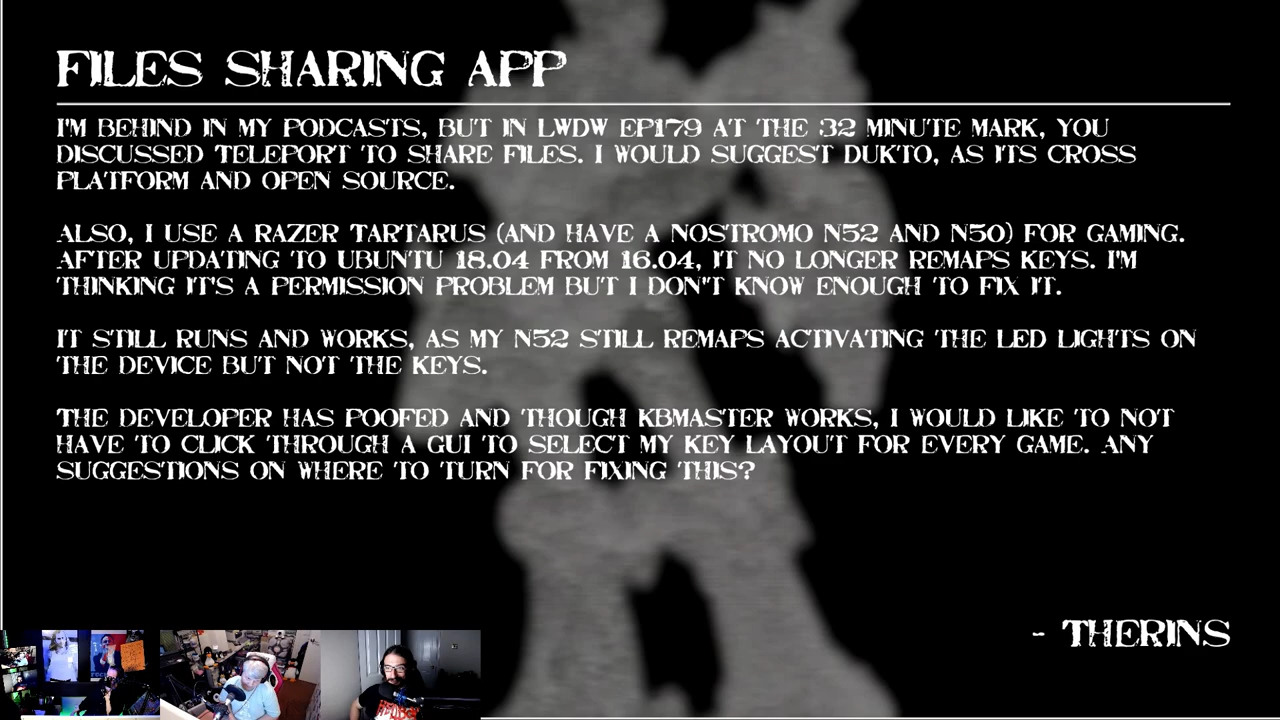 FILES SHARING APP
I'M BEHIND IN MY PODCASTS, BUT IN LWDW EP179 AT THE 32 MINUTE MARK, YOU
DISCUSSED TELEPORT TO SHARE FILES. I WOULD SUGGEST DUKTO, AS ITS CROSS
PLATFORM AND OPEN SOURCE.
ALSO, I USE A RAZER TARTARUS (AND HAVE A NOSTROMO N52 AND N50) FOR GAMING.
AFTER UPDATING TO UBUNTU 18.04 FROM 16.04, IT NO LONGER REMAPS KEYS. I'M
THINKING IT'S A PERMISSION PROBLEM BUT I DON'T KNOW ENOUGH TO FIX IT.
IT STILL RUNS AND WORKS, AS MY N52 STILL REMAPS ACTIVATING THE LED LIGHTS ON
THE DEVICE BUT NOT THE KEYS.
THE DEVELOPER HAS POOFED AND THOUGH KBMASTER WORKS, I WOULD LIKE TO NOT
HAVE TO CLICK THROUGH A GUI TO SELECT MY KEY LAYOUT FOR EVERY GAME. ANY
SUGGESTIONS ON WHERE TO TURN FOR FIXING THIS?
- THERINS